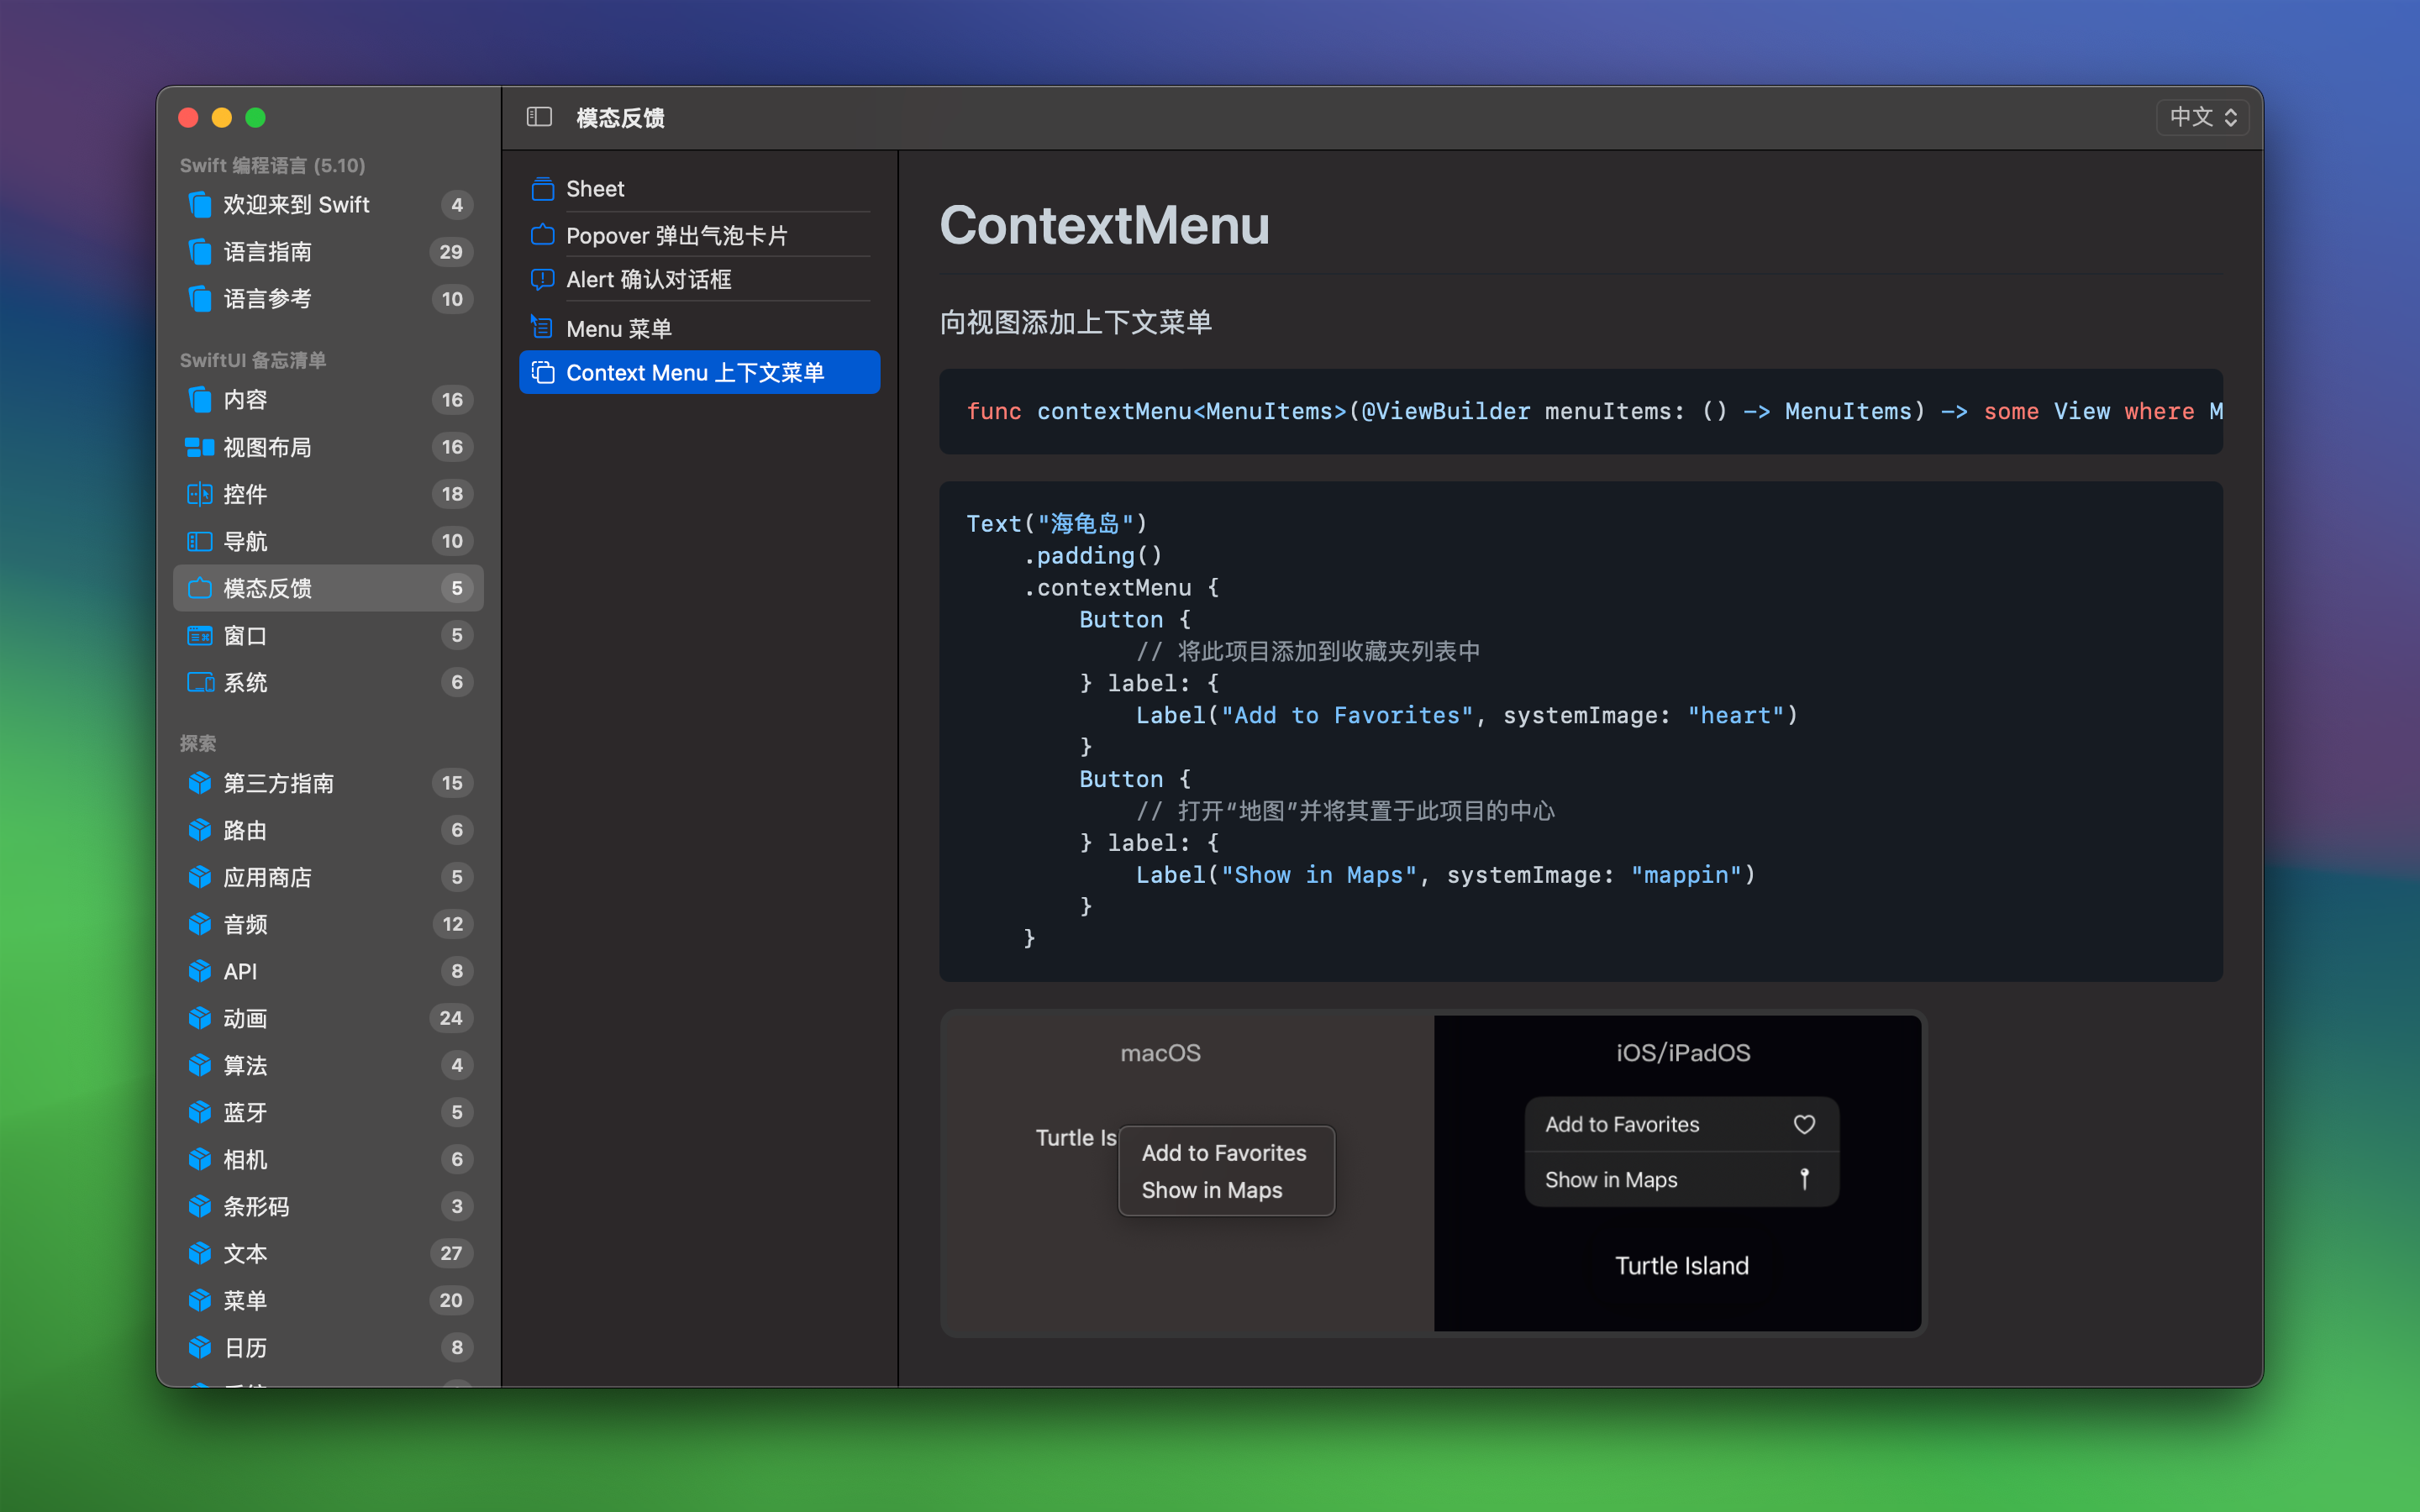 模态反馈
中文
Swift 编程语言 (5.10)
欢迎来到 Swift 4
语言指南 29
语言参考 10
SwiftUI 备忘清单
内容 16
视图布局 16
控件 18
导航 10
模态反馈 5
窗口 5
系统 6
探索
第三方指南 15
路由 6
应用商店 5
音频 12
API 8
动画 24
算法 4
蓝牙 5
相机 6
条形码 3
文本 27
菜单 20
日历 8
Sheet
Popover 弹出气泡卡片
Alert 确认对话框
Menu 菜单
Context Menu 上下文菜单
ContextMenu
向视图添加上下文菜单
func contextMenu<MenuItems>(@ViewBuilder menuItems: () -> MenuItems) -> some View where M
Text("海龟岛")
    .padding()
    .contextMenu {
        Button {
            // 将此项目添加到收藏夹列表中
        } label: {
            Label("Add to Favorites", systemImage: "heart")
        }
        Button {
            // 打开“地图”并将其置于此项目的中心
        } label: {
            Label("Show in Maps", systemImage: "mappin")
        }
    }
macOS
Turtle Is
Add to Favorites
Show in Maps
iOS/iPadOS
Add to Favorites
Show in Maps
Turtle Island